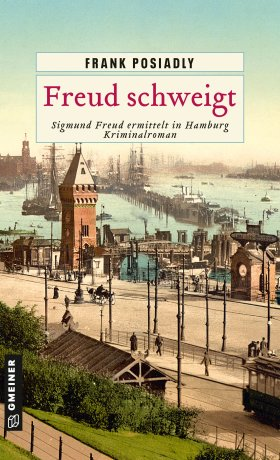 FRANK POSIADLY
Freud schweigt
Sigmund Freud ermittelt in Hamburg
Kriminalroman
GMEINER